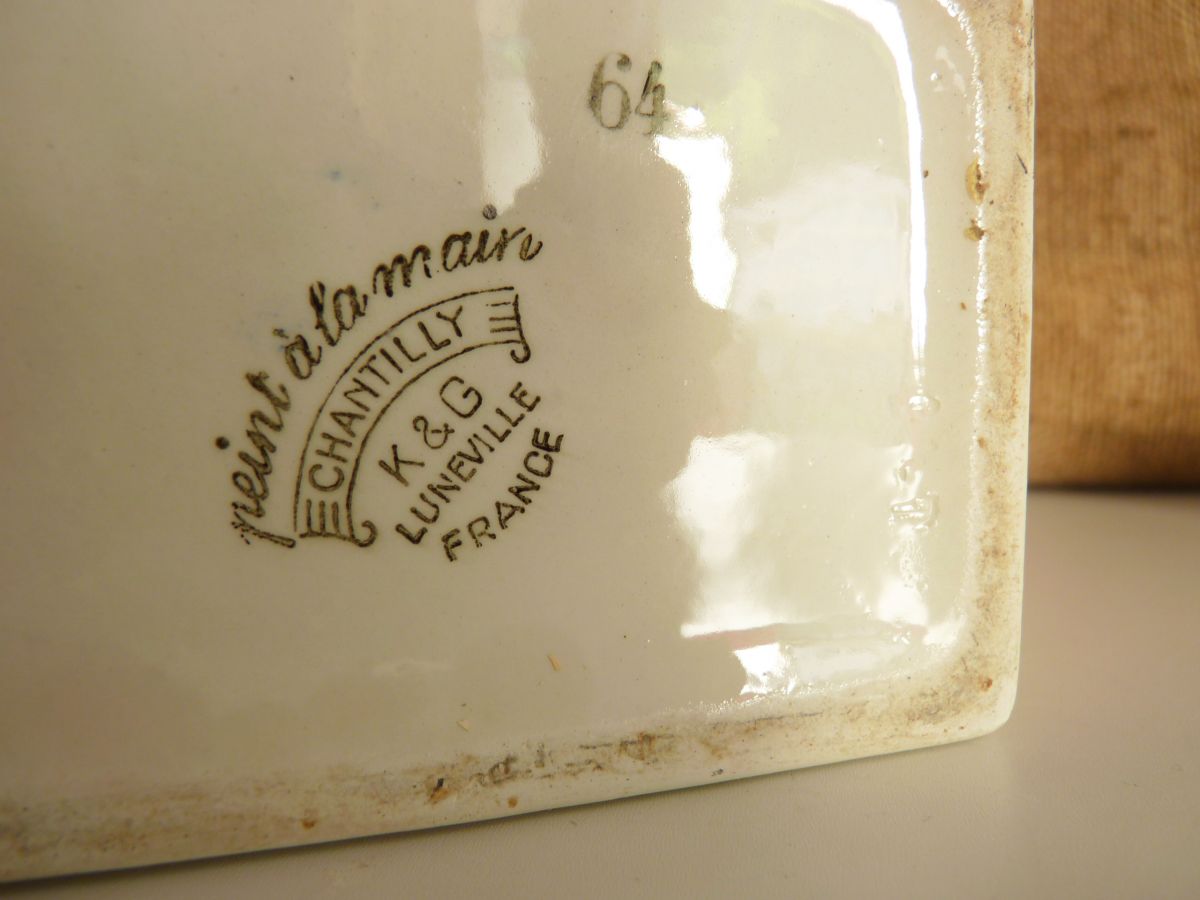 64
peint à la main
CHANTILLY
K & G
LUNEVILLE
FRANCE